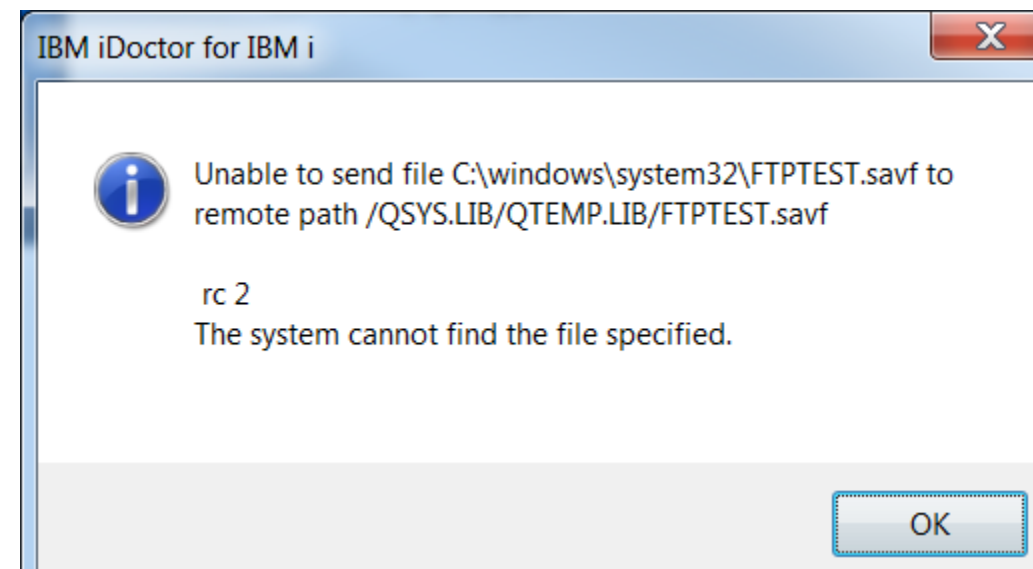 IBM iDoctor for IBM i
Unable to send file C:\windows\system32\FTPTEST.savf to
remote path /QSYS.LIB/QTEMP.LIB/FTPTEST.savf
rc 2
The system cannot find the file specified.
OK